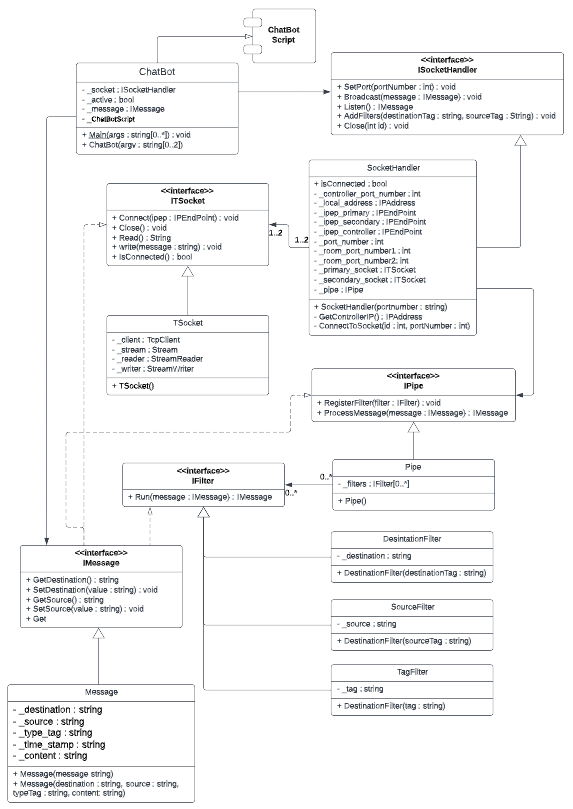 ChatBot
Script
ChatBot
- _socket : ISocketHandler
- _active : bool
- _message : IMessage
- _ChatBotScript
+ Main(args : string[0..*]) : void
+ ChatBot(argv : string[0..2])
<<interface>>
ISocketHandler
+ SetPort(portNumber : int) : void
+ Broadcast(message : IMessage) : void
+ Listen() : IMessage
+ AddFilters(destinationTag : string, sourceTag : String) : void
+ Close(int id) : void
<<interface>>
ITSocket
+ Connect(ipep : IPEndPoint) : void
+ Close() : void
+ Read() : String
+ write(message : string) : void
+ IsConnected() : bool
1..2
1..2
SocketHandler
+ isConnected : bool
- _controller_port_number : int
- _local_address : IPAddress
- _ipep_primary : IPEndPoint
- _ipep_secondary : IPEndPoint
- _ipep_controller : IPEndPoint
- _port_number : int
- _room_port_number1 : int
- _room_port_number2: int
- _primary_socket : ITSocket
- _secondary_socket : ITSocket
- _pipe : IPipe
+ SocketHandler(portnumber : string)
- GetControllerIP() : IPAddress
- ConnectToSocket(id : int, portNumber : int)
TSocket
- _client : TcpClient
- _stream : Stream
- _reader : StreamReader
- _writer : StreamWriter
+ TSocket()
<<interface>>
IPipe
+ RegisterFilter(filter : IFilter) : void
+ ProcessMessage(message : IMessage) : IMessage
<<interface>>
IFilter
+ Run(message : IMessage) : IMessage
0..*
0..*
Pipe
- _filters : IFilter[0..*]
+ Pipe()
DesintationFilter
- _destination : string
+ DestinationFilter(destinationTag : string)
<<interface>>
IMessage
+ GetDestination() : string
+ SetDestination(value : string) : void
+ GetSource() : string
+ SetSource(value : string) : void
+ Get
SourceFilter
- _source : string
+ DestinationFilter(sourceTag : string)
TagFilter
- _tag : string
+ DestinationFilter(tag : string)
Message
- _destination : string
- _source : string
- _type_tag : string
- _time_stamp : string
- _content : string
+ Message(message string)
+ Message(destination : string, source : string,
typeTag : string, content: string)